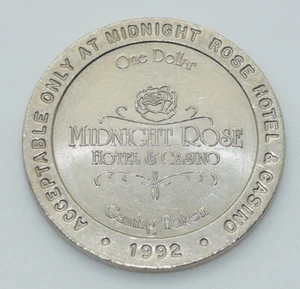 ACCEPTABLE ONLY AT MIDNIGHT ROSE HOTEL & CASINO
One Dollar
MIDNIGHT ROSE
HOTEL & CASINO
Gaming Token
• 1992 •